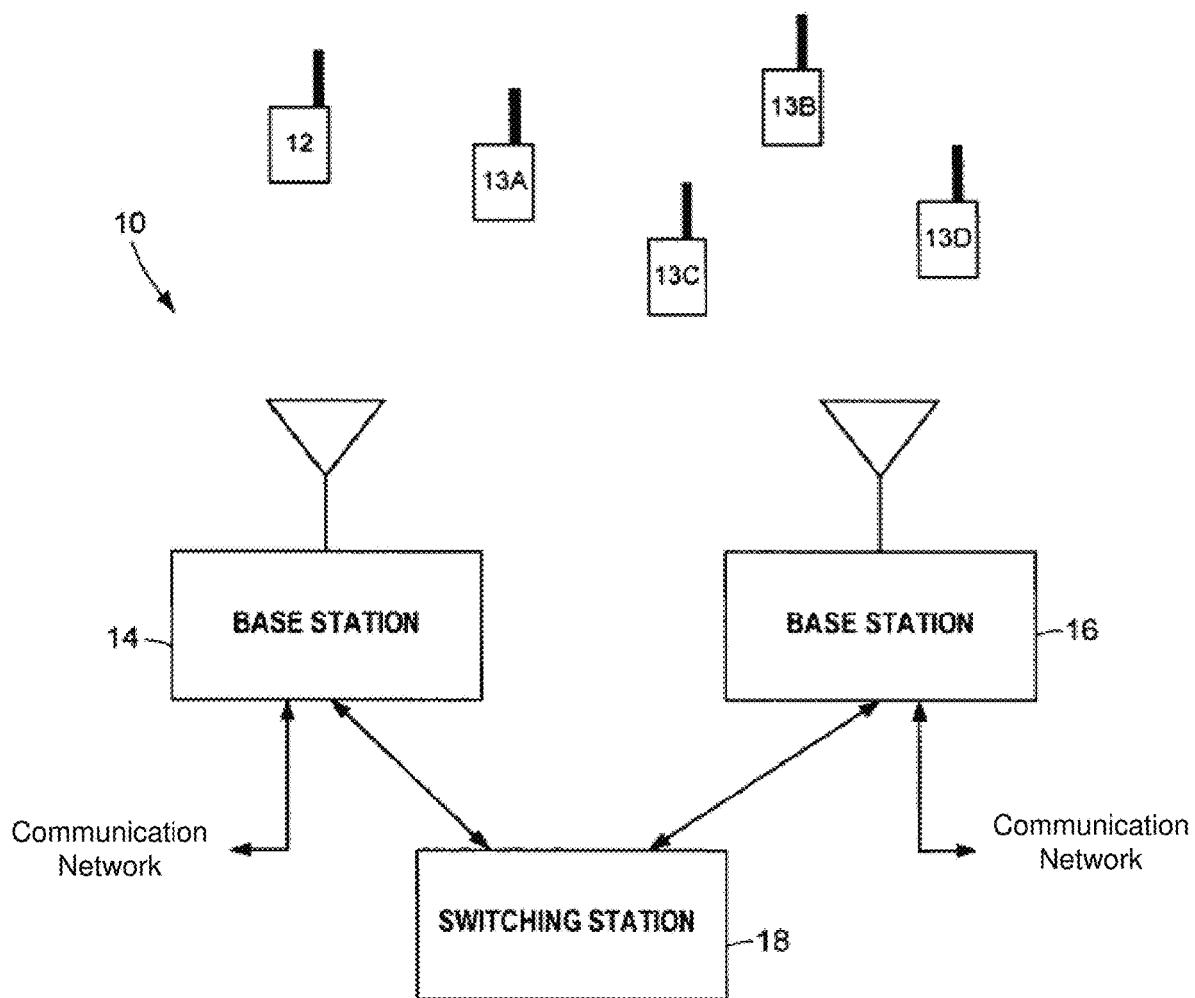 13B
12
13A
13D
10
13C
BASE STATION
BASE STATION
14
16
Communication
Network
Communication
Network
SWITCHING STATION
18